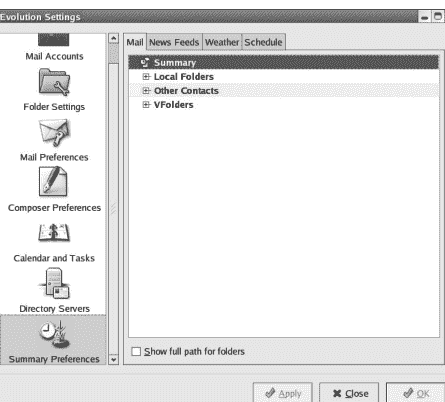 Evolution Settings
Mail Accounts
Folder Settings
Mail Preferences
Composer Preferences
Calendar and Tasks
Directory Servers
Summary Preferences
Mail News Feeds Weather Schedule
Summary
Local Folders
Other Contacts
VFolders
Show full path for folders
Apply Close OK